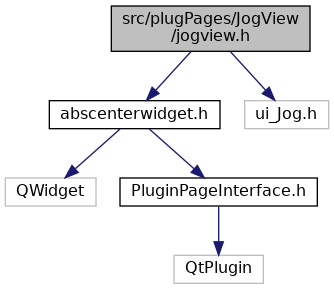 src/plugPages/JogView
/jogview.h
abscenterwidget.h
ui_Jog.h
QWidget
PluginPageInterface.h
QtPlugin